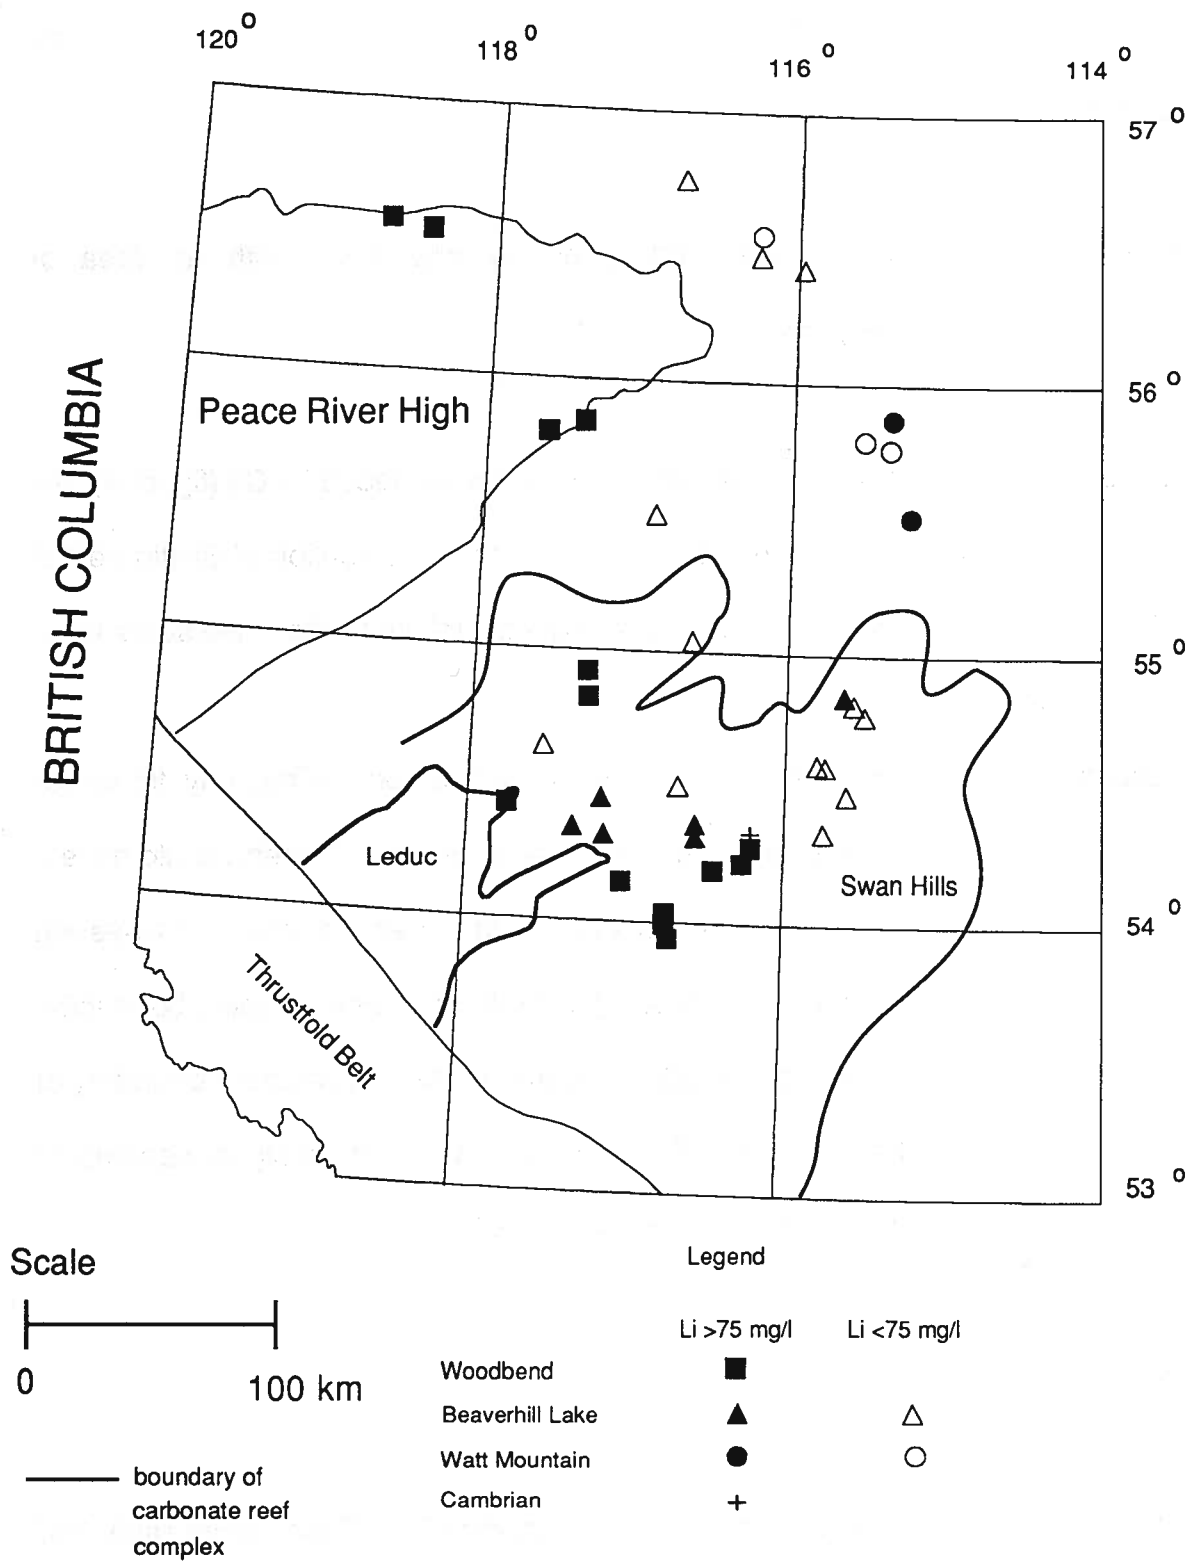 120 o
118 o
116 o
114 o
57 o
56 o
Peace River High
BRITISH COLUMBIA
55 o
Leduc
Swan Hills
54 o
Thrustfold Belt
53 o
Scale
Legend
Li >75 mg/l Li <75 mg/l
0 100 km
Woodbend
Beaverhill Lake
Watt Mountain
Cambrian
boundary of
carbonate reef
complex